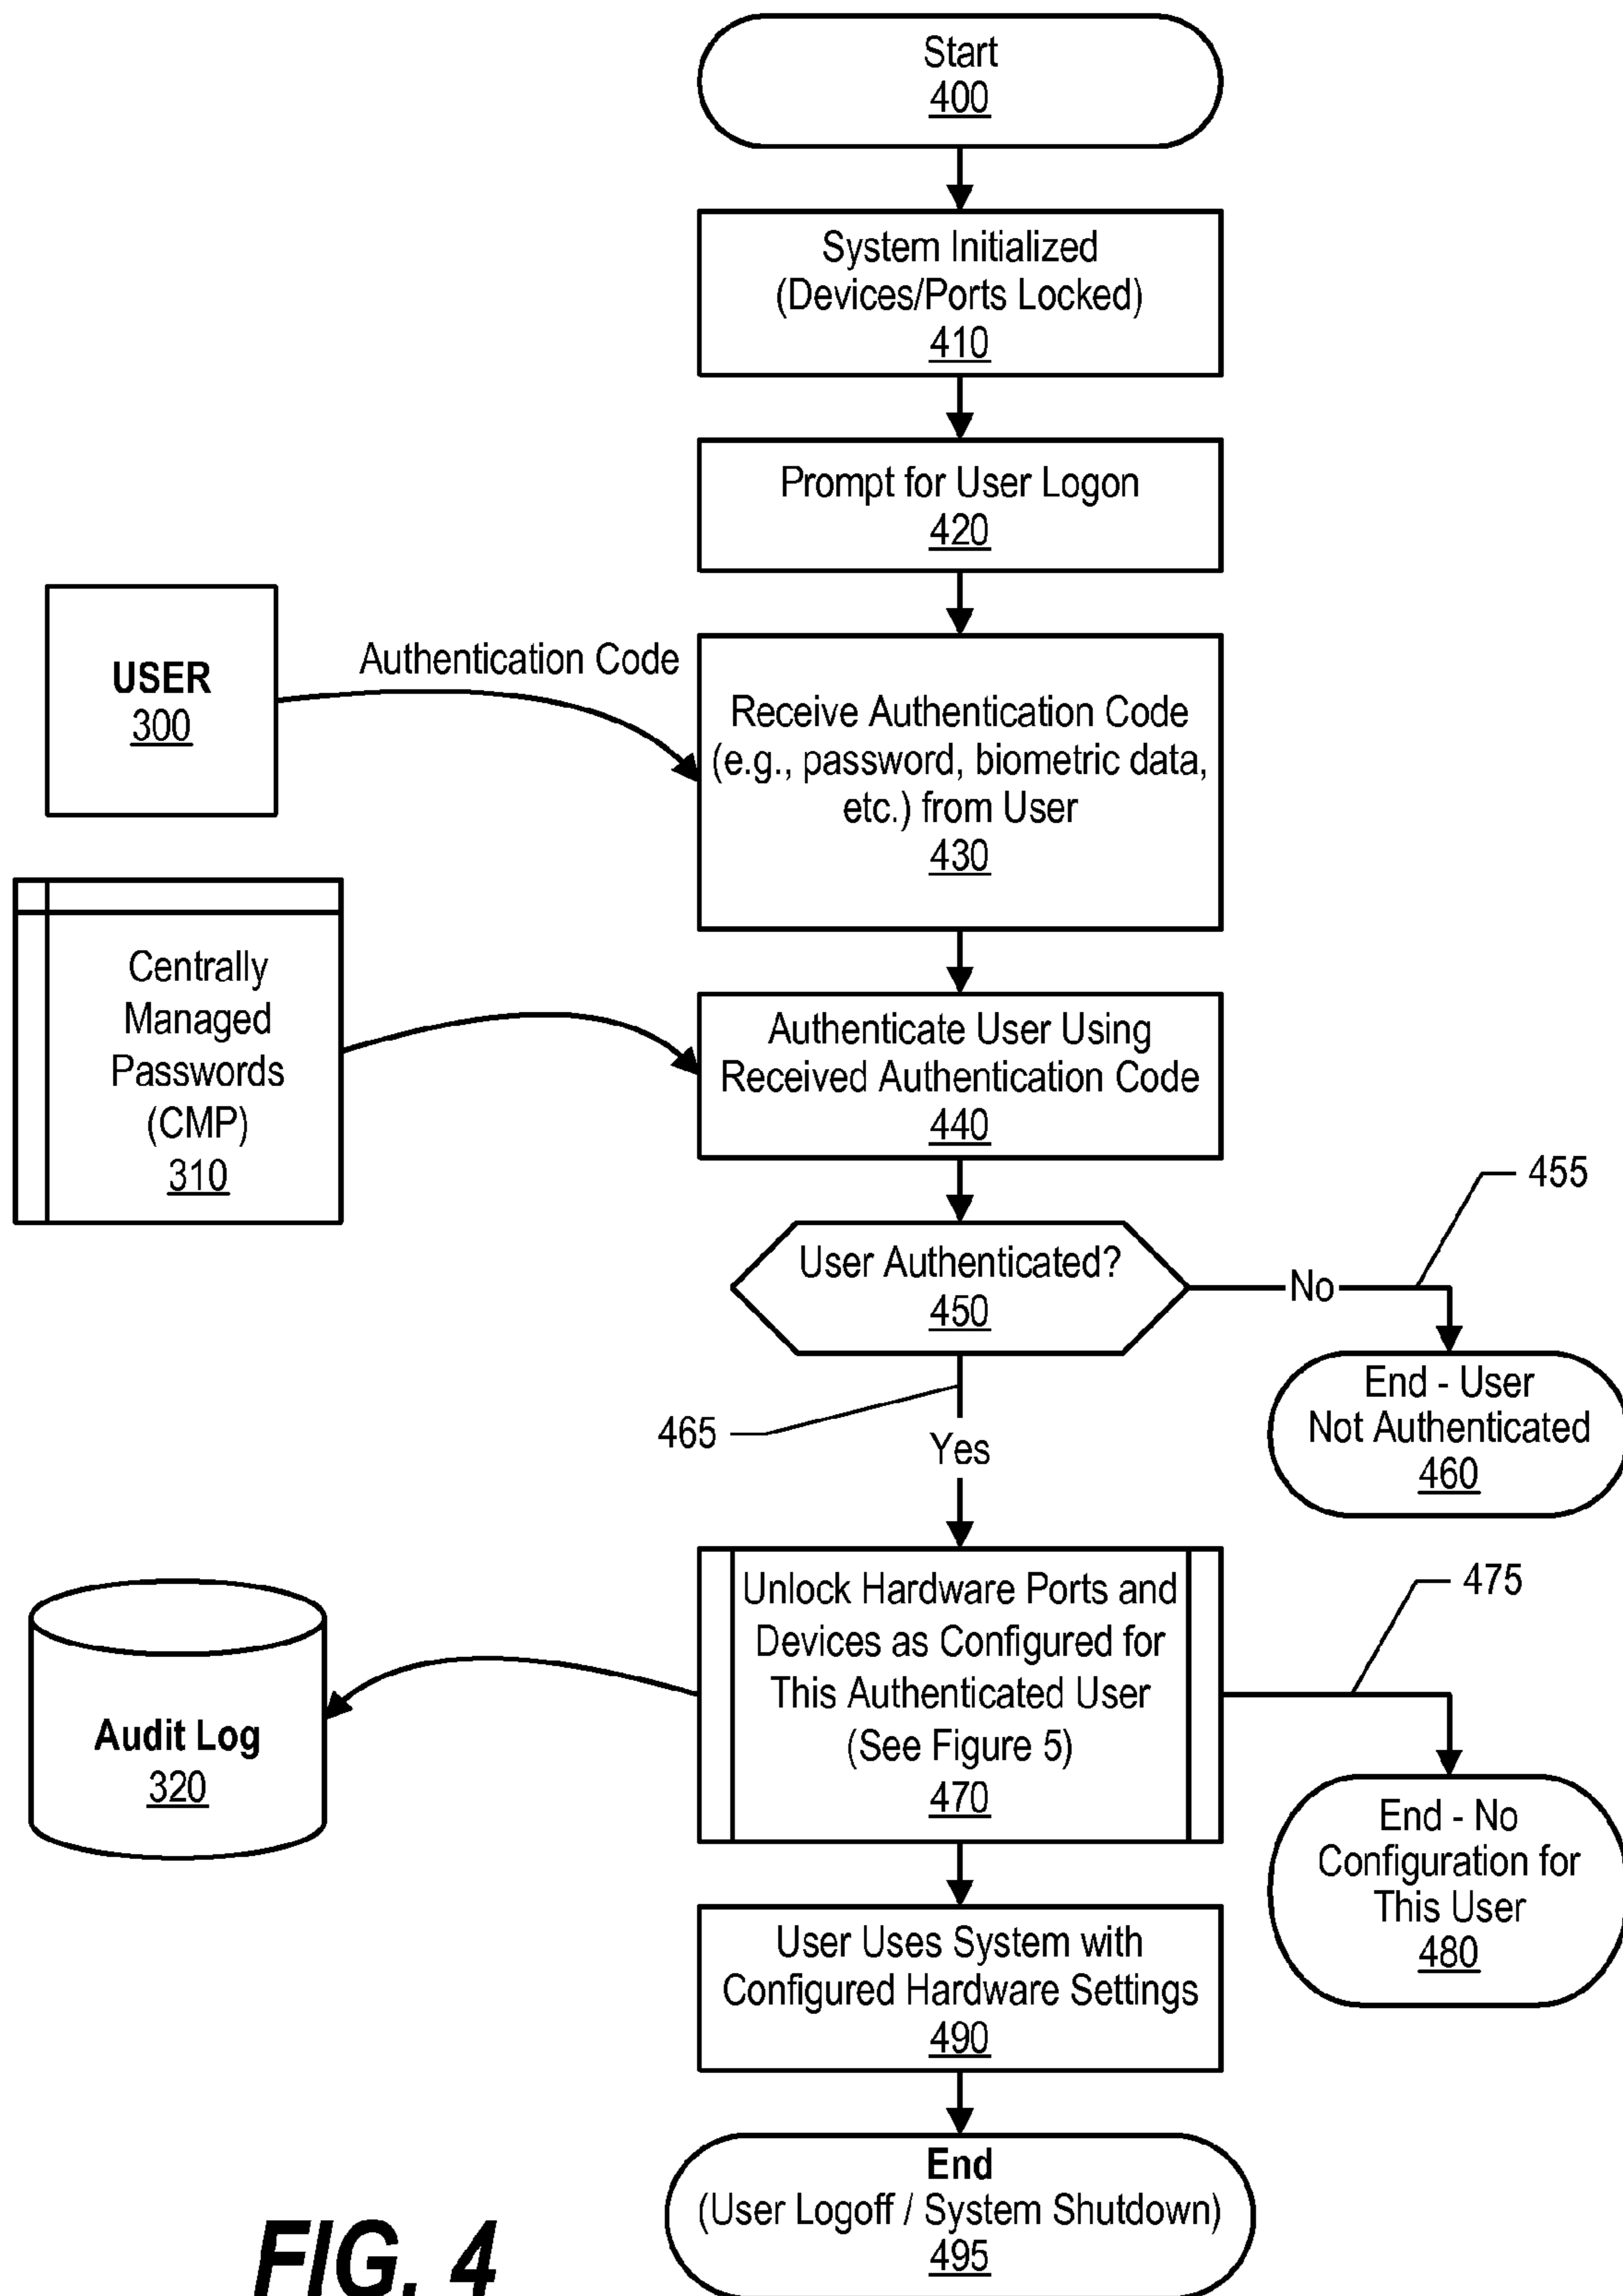 Start
400
System Initialized
(Devices/Ports Locked)
410
Prompt for User Logon
420
USER
300
Authentication Code
Receive Authentication Code
(e.g., password, biometric data,
etc.) from User
430
Centrally
Managed
Passwords
(CMP)
310
Authenticate User Using
Received Authentication Code
440
455
User Authenticated?
450
No
End - User
Not Authenticated
460
465
Yes
475
Unlock Hardware Ports and
Devices as Configured for
This Authenticated User
(See Figure 5)
470
Audit Log
320
End - No
Configuration for
This User
480
User Uses System with
Configured Hardware Settings
490
End
(User Logoff / System Shutdown)
495
FIG. 4